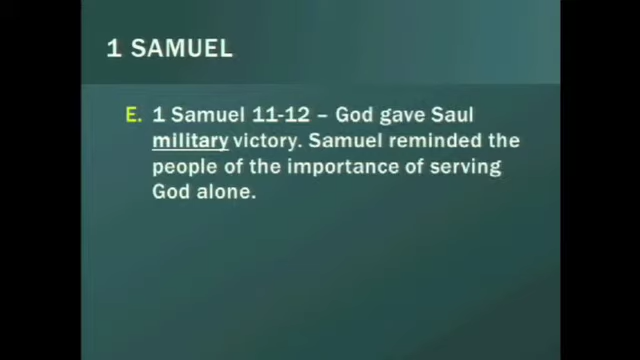 1 SAMUEL
E. 1 Samuel 11-12 – God gave Saul
military victory. Samuel reminded the
people of the importance of serving
God alone.